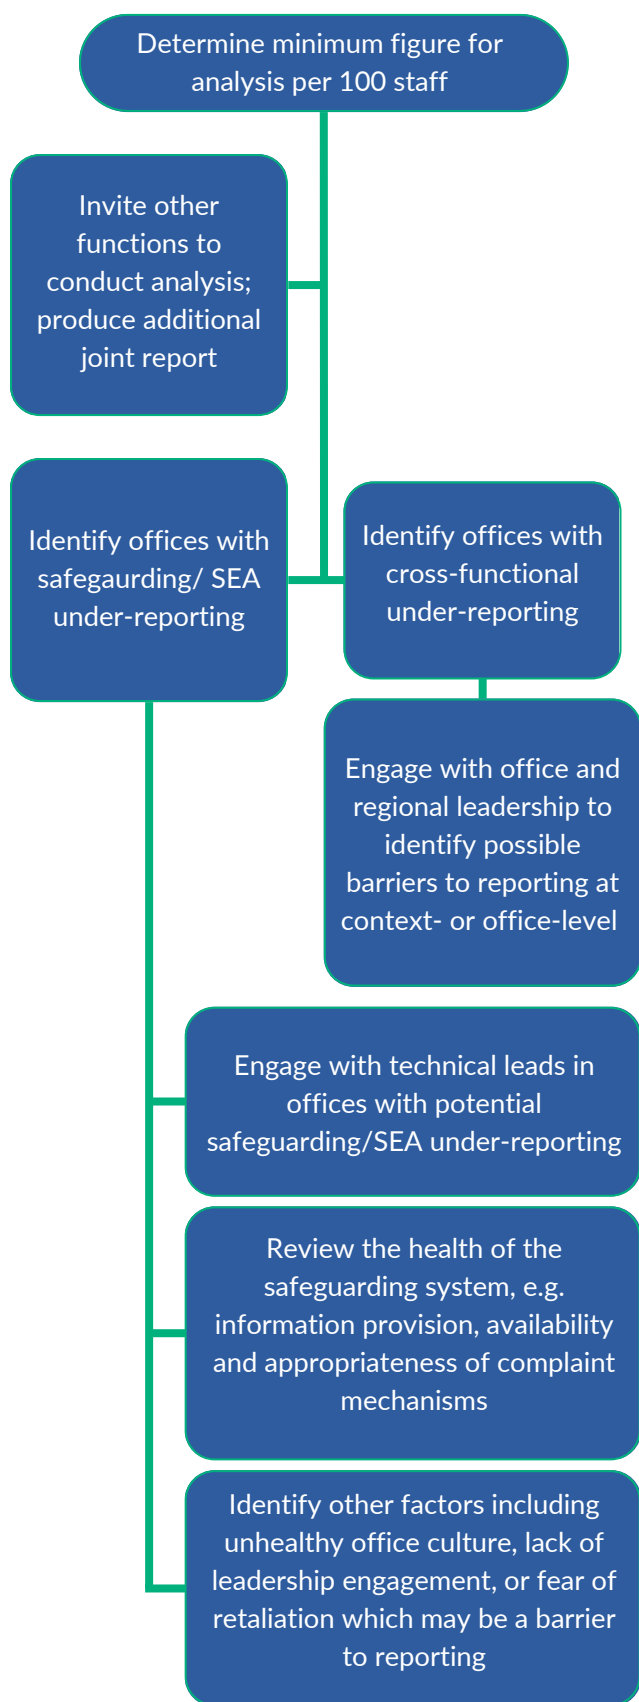 Determine minimum figure for
analysis per 100 staff
Invite other
functions to
conduct analysis;
produce additional
joint report
Identify offices with
safegaurding/ SEA
under-reporting
Identify offices with
cross-functional
under-reporting
Engage with office and
regional leadership to
identify possible
barriers to reporting at
context- or office-level
Engage with technical leads in
offices with potential
safeguarding/SEA under-reporting
Review the health of the
safeguarding system, e.g.
information provision, availability
and appropriateness of complaint
mechanisms
Identify other factors including
unhealthy office culture, lack of
leadership engagement, or fear of
retaliation which may be a barrier
to reporting